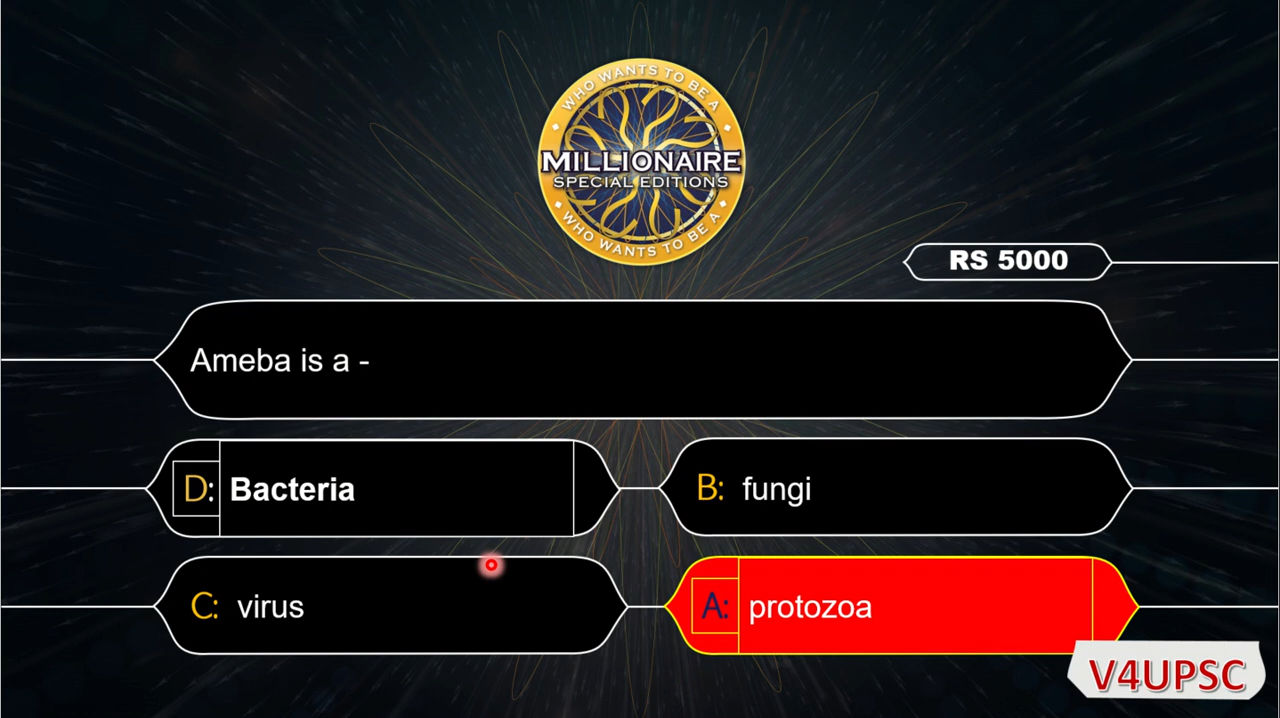 WHO WANTS TO BE A
MILLIONAIRE
SPECIAL EDITIONS
WHO WANTS TO BE A
RS 5000
Ameba is a -
D: Bacteria
B: fungi
C: virus
A: protozoa
V4UPSC